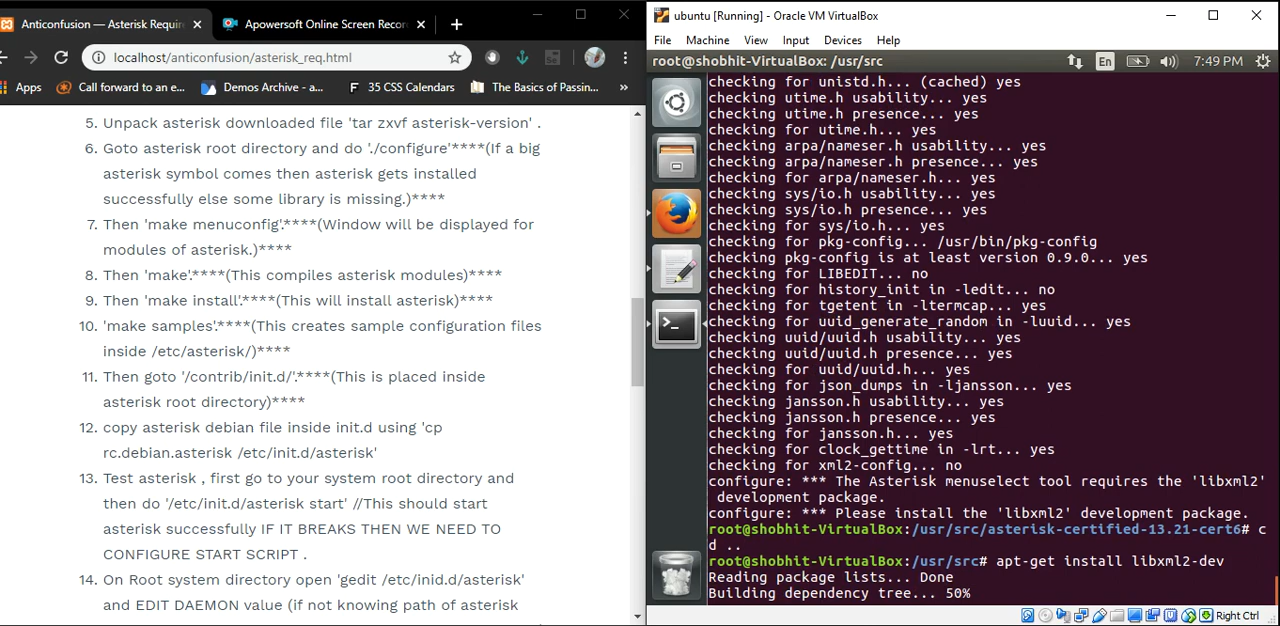 Anticonfusion — Asterisk Requir
Apowersoft Online Screen Recor
localhost/anticonfusion/asterisk_req.html
Apps
Call forward to an e...
Demos Archive - a...
F 35 CSS Calendars
The Basics of Passin...
»
5. Unpack asterisk downloaded file 'tar zxvf asterisk-version' .
6. Goto asterisk root directory and do './configure'****(If a big
asterisk symbol comes then asterisk gets installed
successfully else some library is missing.)****
7. Then 'make menuconfig'.****(Window will be displayed for
modules of asterisk.)****
8. Then 'make'.****(This compiles asterisk modules)****
9. Then 'make install'.****(This will install asterisk)****
10. 'make samples'.****(This creates sample configuration files
inside /etc/asterisk/)****
11. Then goto '/contrib/init.d/'.****(This is placed inside
asterisk root directory)****
12. copy asterisk debian file inside init.d using 'cp
rc.debian.asterisk /etc/init.d/asterisk'
13. Test asterisk , first go to your system root directory and
then do '/etc/init.d/asterisk start' //This should start
asterisk successfully IF IT BREAKS THEN WE NEED TO
CONFIGURE START SCRIPT .
14. On Root system directory open 'gedit /etc/inid.d/asterisk'
and EDIT DAEMON value (if not knowing path of asterisk
ubuntu [Running] - Oracle VM VirtualBox
File Machine View Input Devices Help
root@shobhit-VirtualBox: /usr/src
En
7:49 PM
checking for unistd.h... (cached) yes
checking utime.h usability... yes
checking utime.h presence... yes
checking for utime.h... yes
checking arpa/nameser.h usability... yes
checking arpa/nameser.h presence... yes
checking for arpa/nameser.h... yes
checking sys/io.h usability... yes
checking sys/io.h presence... yes
checking for sys/io.h... yes
checking for pkg-config... /usr/bin/pkg-config
checking pkg-config is at least version 0.9.0... yes
checking for LIBEDIT... no
checking for history_init in -ledit... no
checking for tgetent in -ltermcap... yes
checking for uuid_generate_random in -luuid... yes
checking uuid/uuid.h usability... yes
checking uuid/uuid.h presence... yes
checking for uuid/uuid.h... yes
checking for json_dumps in -ljansson... yes
checking jansson.h usability... yes
checking jansson.h presence... yes
checking for jansson.h... yes
checking for clock_gettime in -lrt... yes
checking for xml2-config... no
configure: *** The Asterisk menuselect tool requires the 'libxml2'
development package.
configure: *** Please install the 'libxml2' development package.
root@shobhit-VirtualBox:/usr/src/asterisk-certified-13.21-cert6# c
d ..
root@shobhit-VirtualBox:/usr/src# apt-get install libxml2-dev
Reading package lists... Done
Building dependency tree... 50%
Right Ctrl